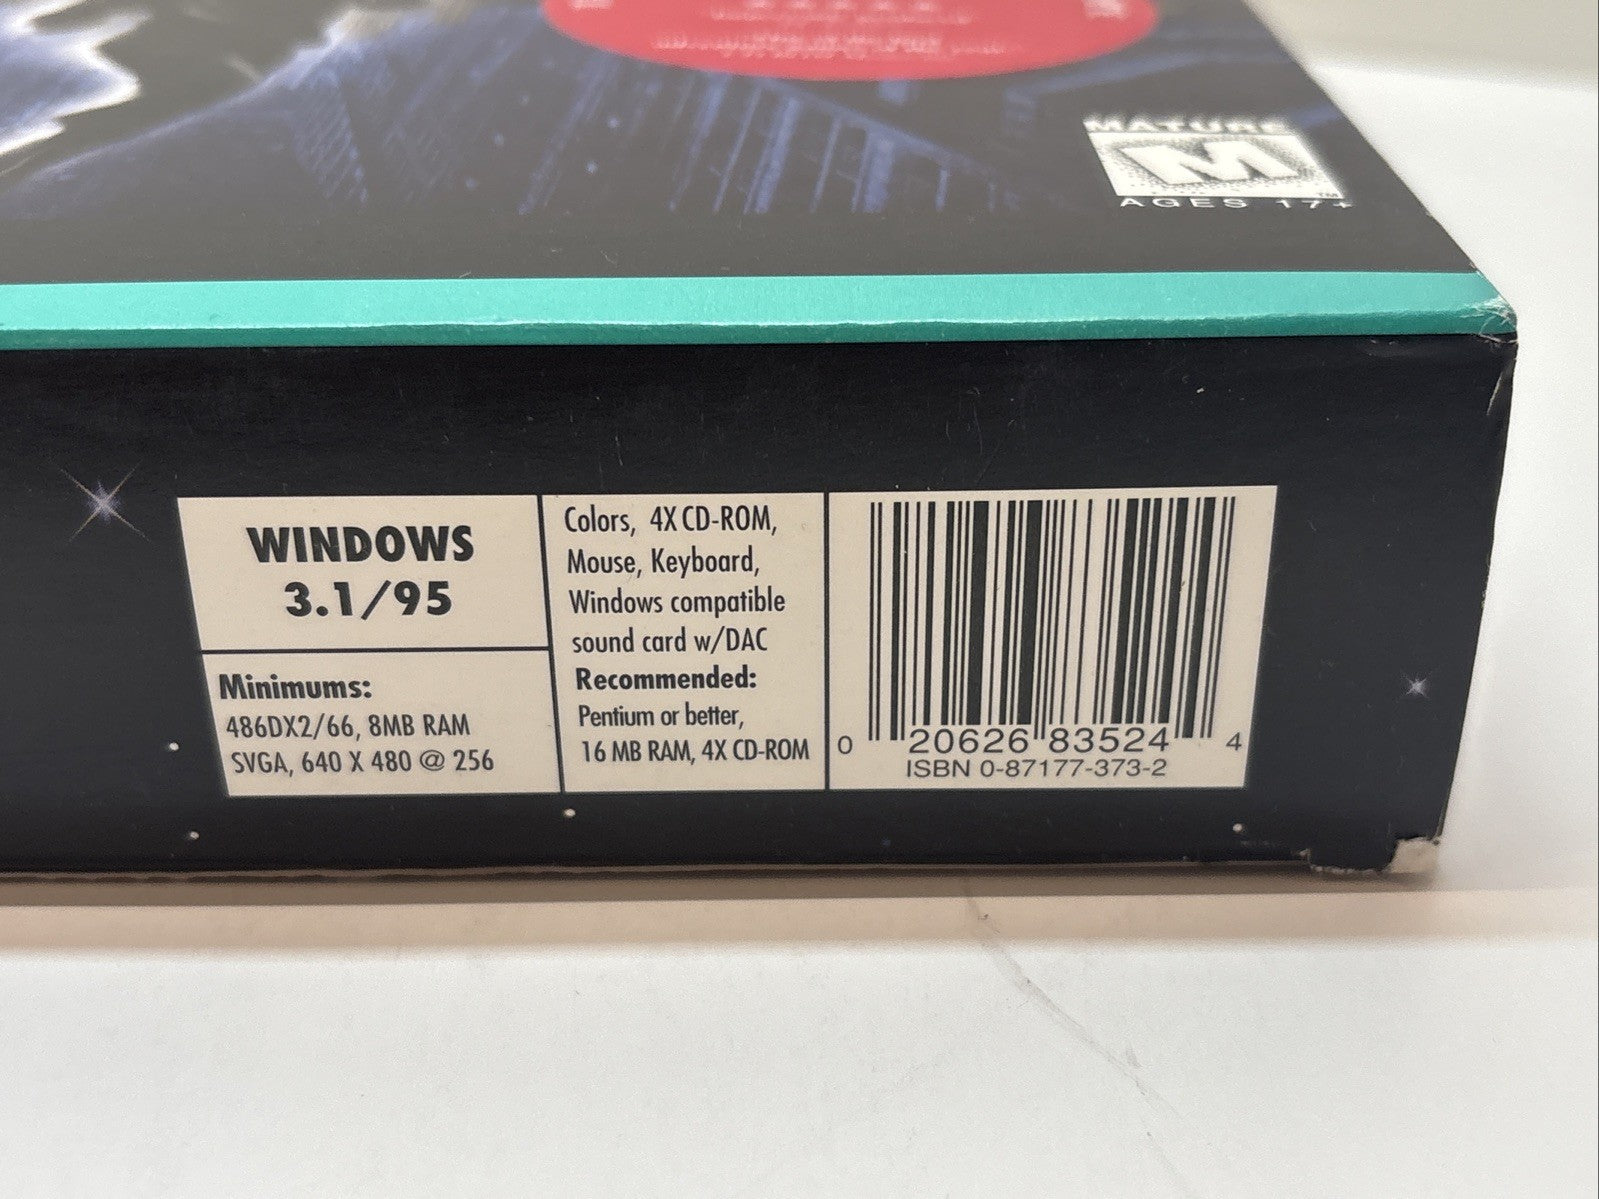 MATURE
M
AGES 17+
WINDOWS
3.1/95
Minimums:
486DX2/66, 8MB RAM
SVGA, 640 X 480 @ 256
Colors, 4X CD-ROM,
Mouse, Keyboard,
Windows compatible
sound card w/DAC
Recommended:
Pentium or better,
16 MB RAM, 4X CD-ROM
0 20626 83524 4
ISBN 0-87177-373-2